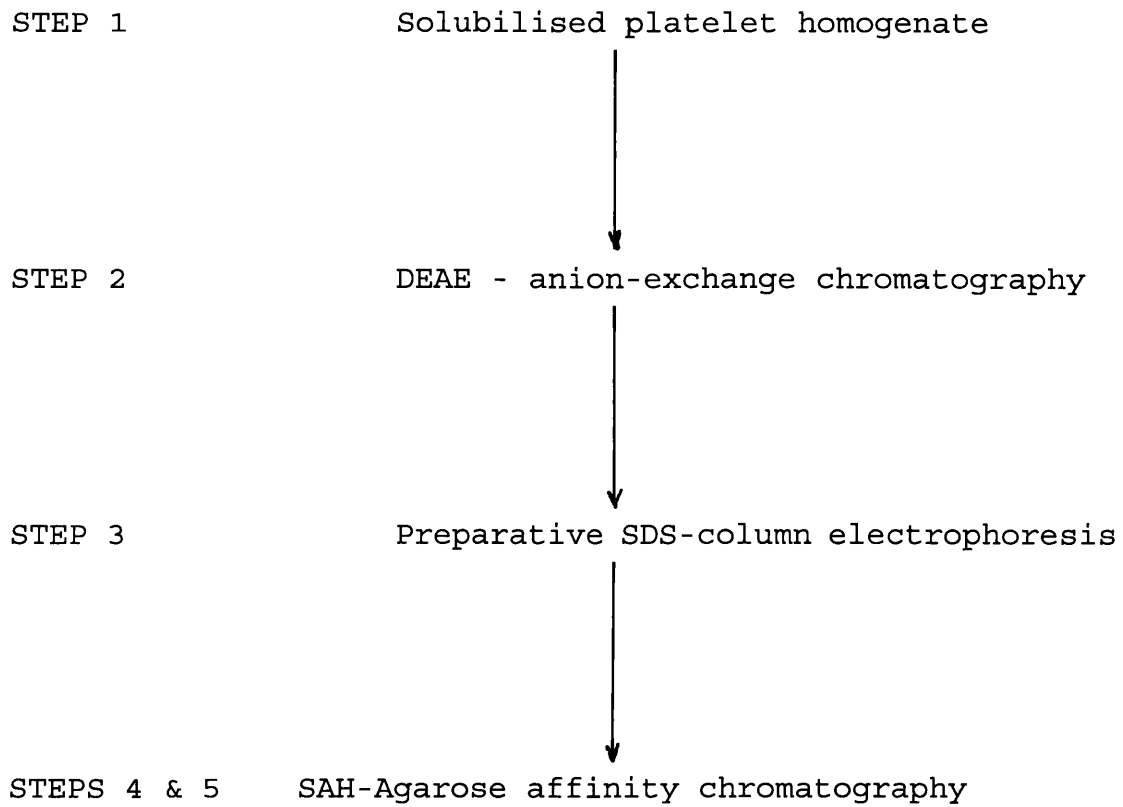 STEP 1 Solubilised platelet homogenate
STEP 2 DEAE - anion-exchange chromatography
STEP 3 Preparative SDS-column electrophoresis
STEPS 4 & 5 SAH-Agarose affinity chromatography